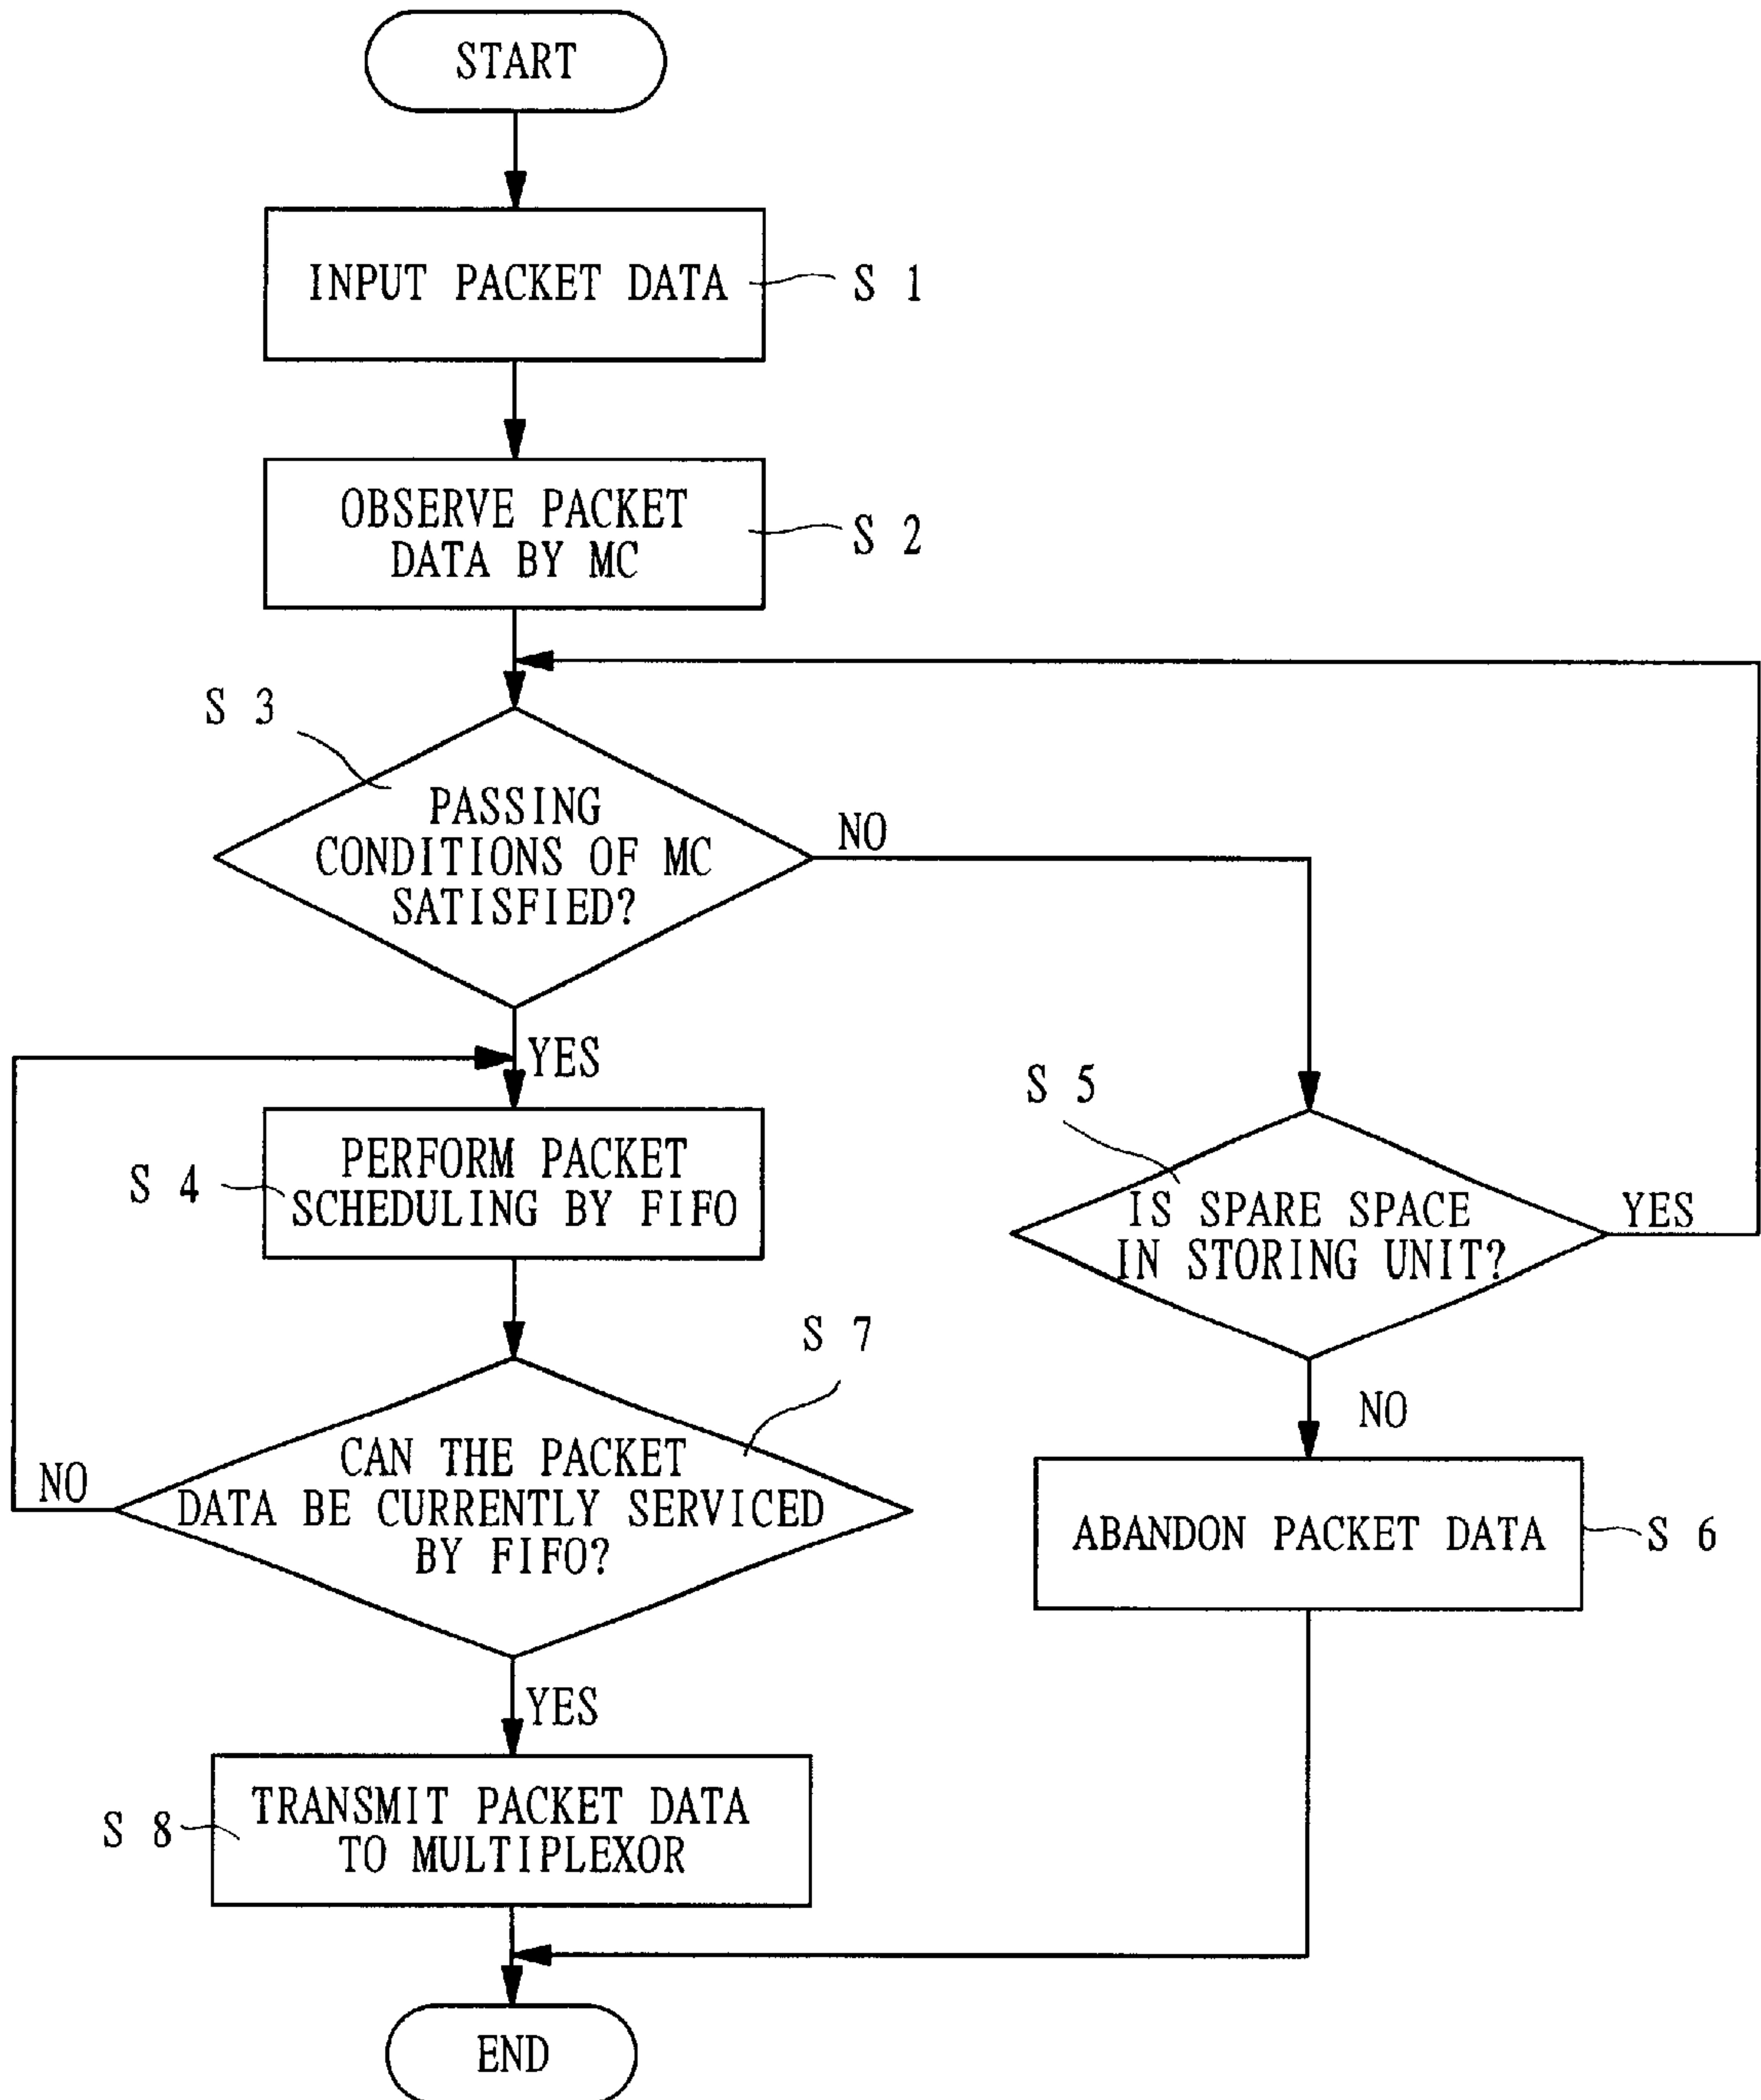 START
INPUT PACKET DATA
S 1
OBSERVE PACKET
DATA BY MC
S 2
S 3
PASSING
CONDITIONS OF MC
SATISFIED?
NO
YES
S 4
PERFORM PACKET
SCHEDULING BY FIFO
S 5
IS SPARE SPACE
IN STORING UNIT?
YES
NO
S 7
CAN THE PACKET
DATA BE CURRENTLY SERVICED
BY FIFO?
NO
YES
ABANDON PACKET DATA
S 6
S 8
TRANSMIT PACKET DATA
TO MULTIPLEXOR
END